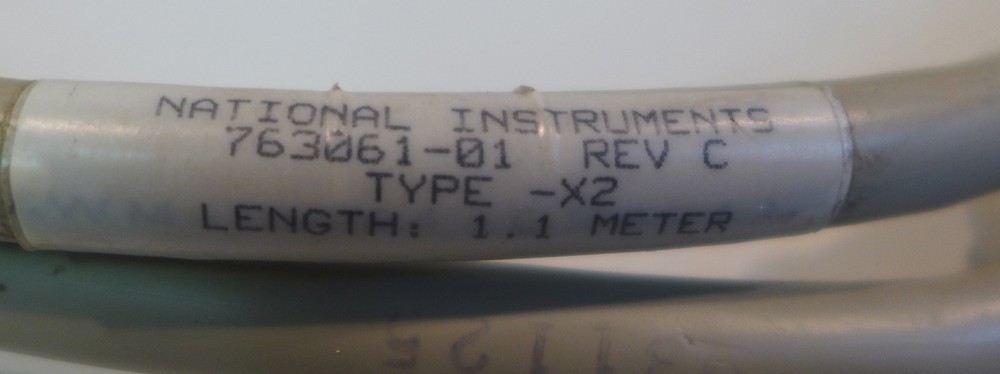 NATIONAL INSTRUMENTS
763061-01 REV C
TYPE -X2
LENGTH: 1.1 METER